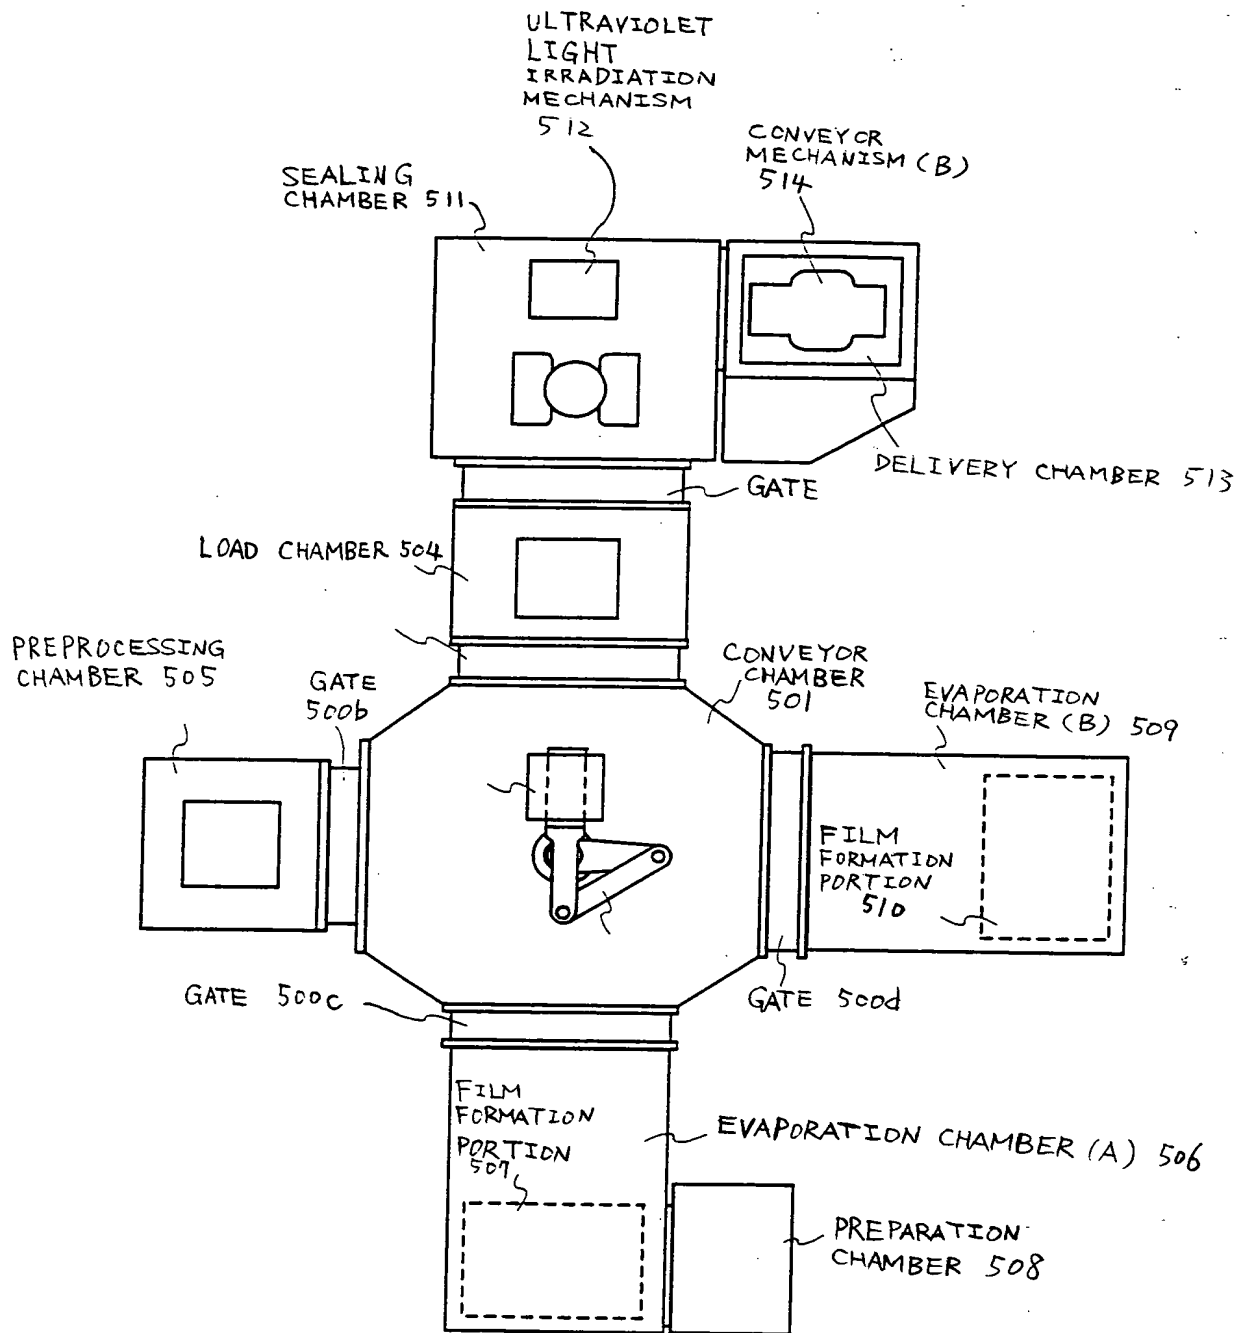 ULTRAVIOLET
LIGHT
IRRADIATION
MECHANISM
512
CONVEYOR
MECHANISM (B)
514
SEALING
CHAMBER 511
DELIVERY CHAMBER 513
GATE
LOAD CHAMBER 504
PREPROCESSING
CHAMBER 505
GATE
500b
CONVEYOR
CHAMBER
501
EVAPORATION
CHAMBER (B) 509
FILM
FORMATION
PORTION
510
GATE 500c
GATE 500d
FILM
FORMATION
PORTION
507
EVAPORATION CHAMBER (A) 506
PREPARATION
CHAMBER 508